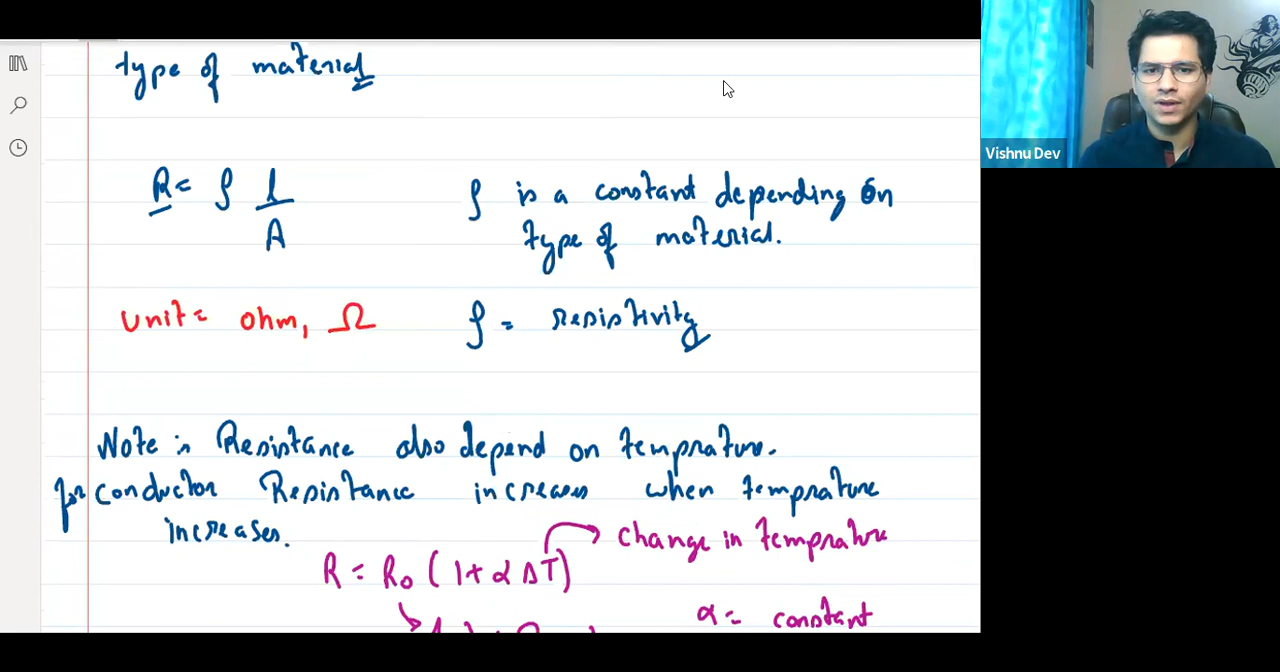 type of material
R = ρ l/A
ρ is a constant depending on
type of material.
unit = ohm, Ω
ρ = resistivity
Note :- Resistance also depend on temprature.
for conductor Resistance increases when temprature
increases.
change in temprature
R = R₀ (1 + α ΔT)
α = constant
Vishnu Dev